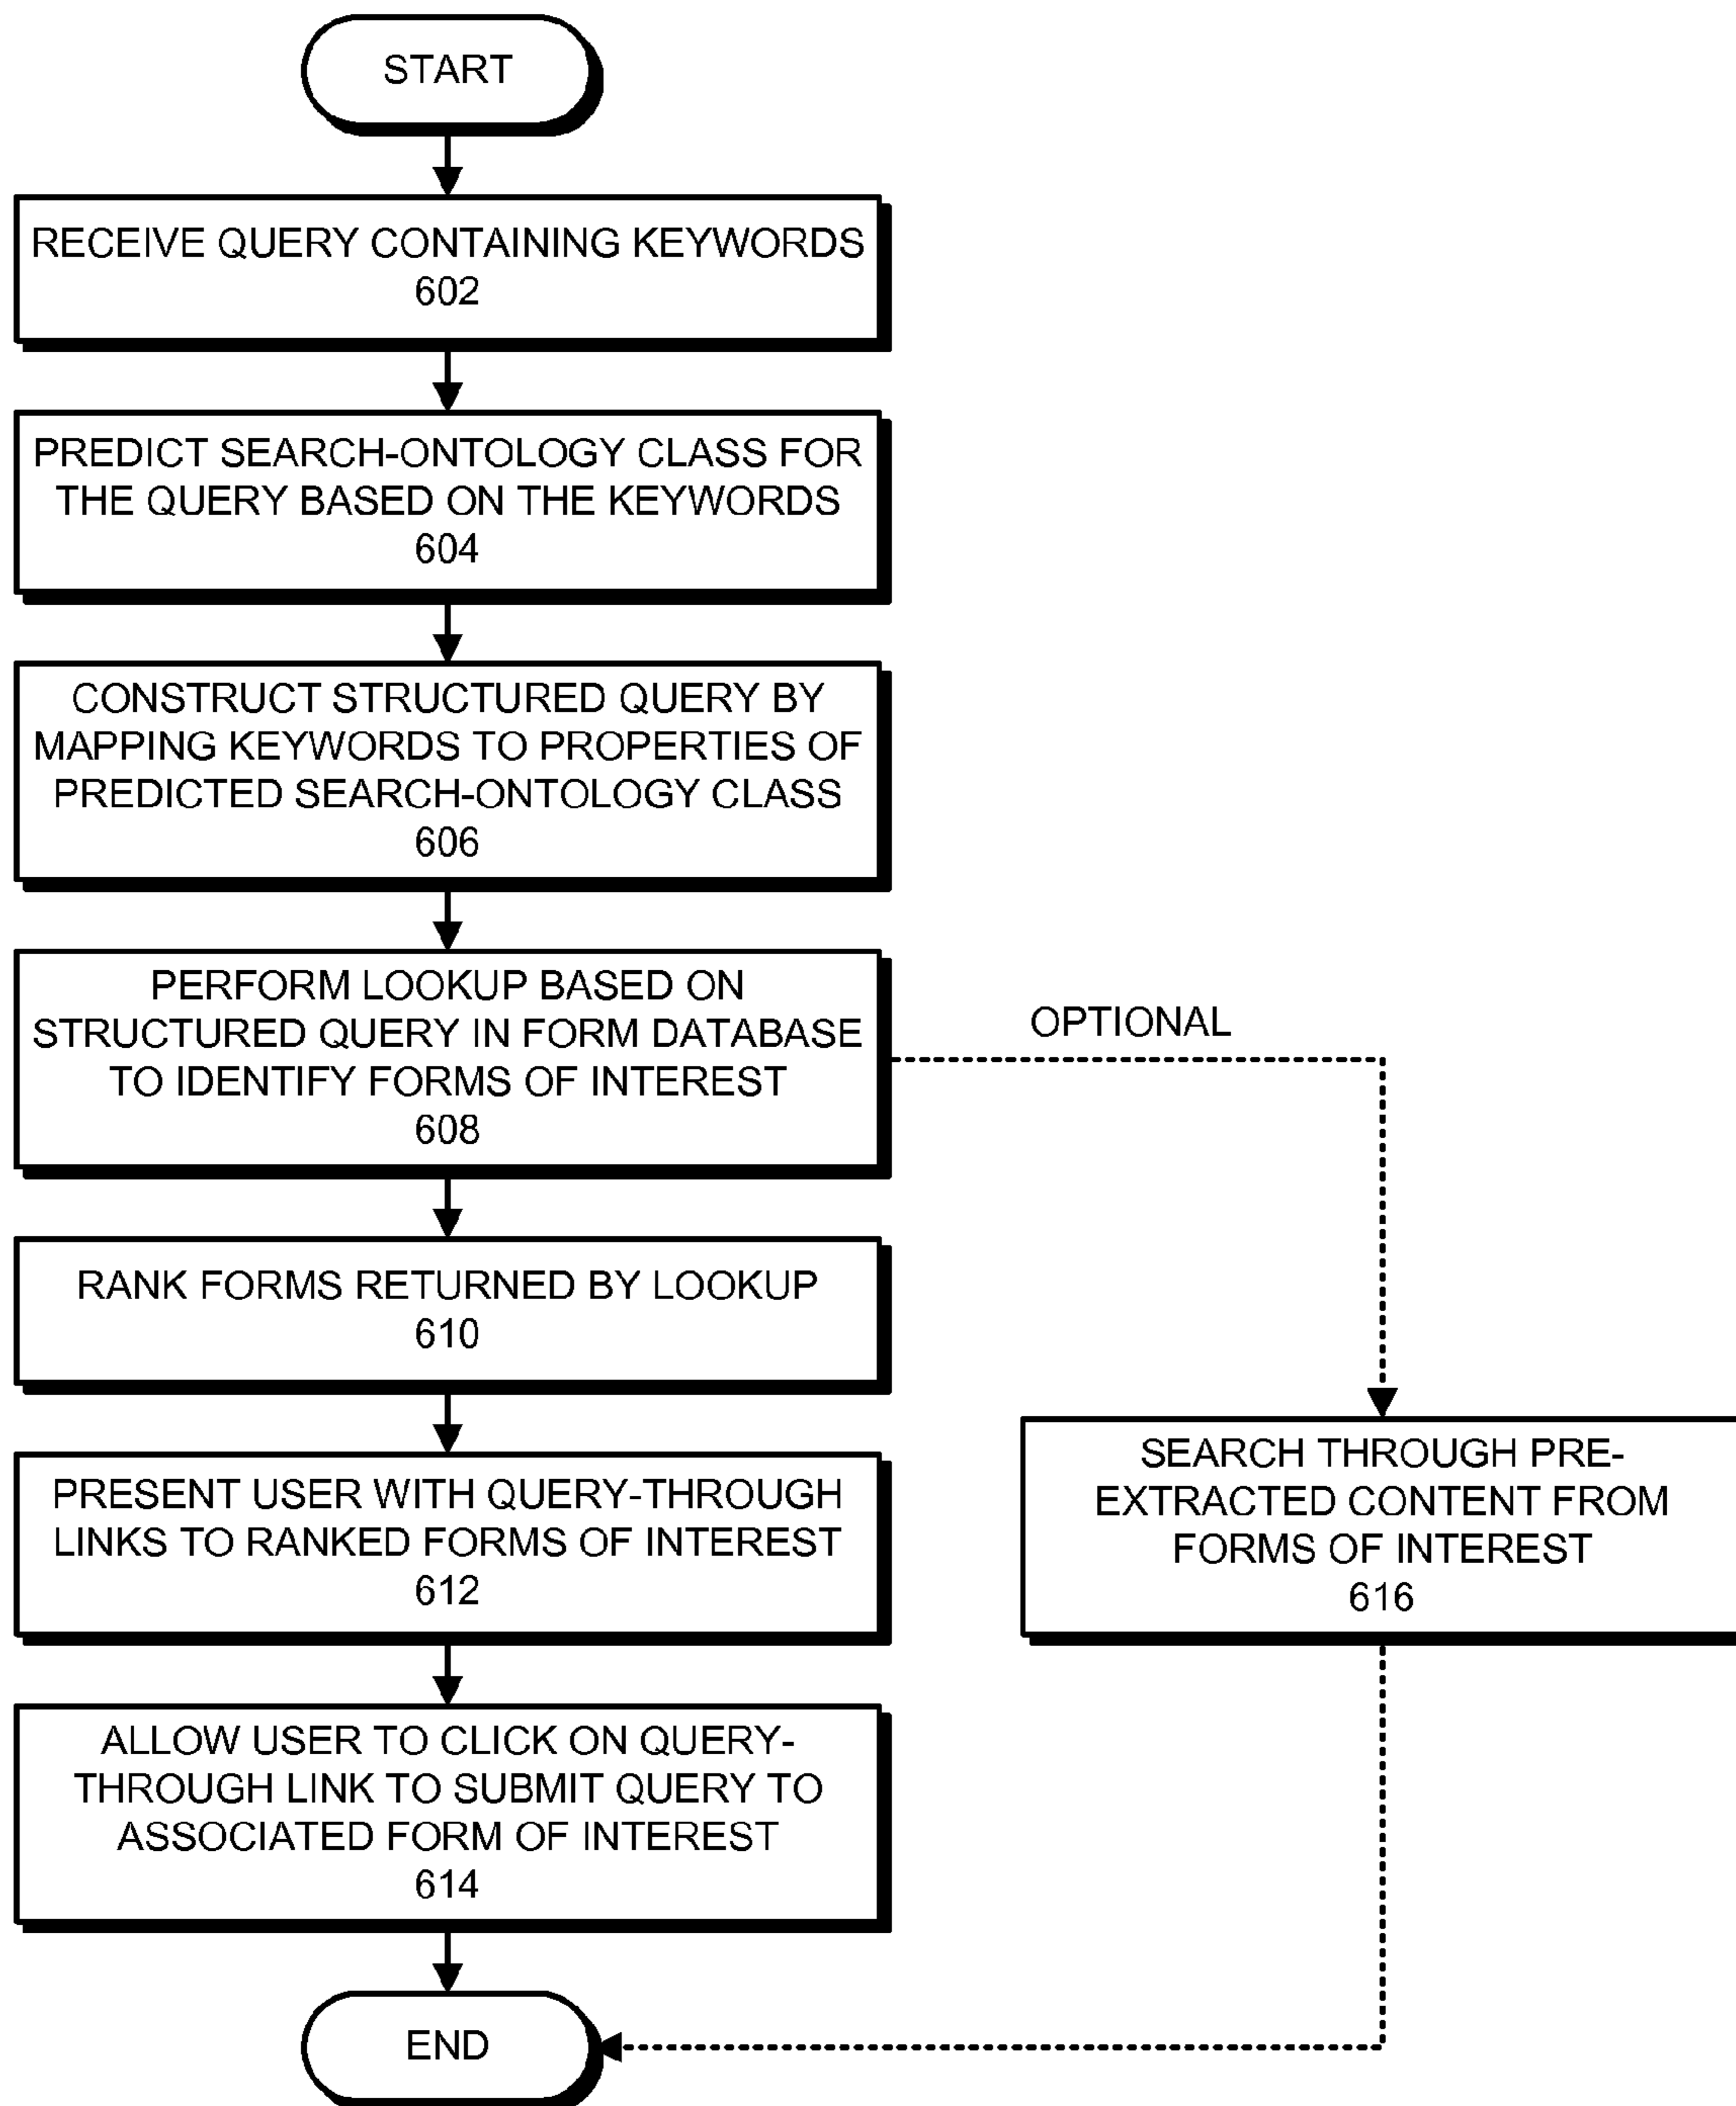 START
RECEIVE QUERY CONTAINING KEYWORDS
602
PREDICT SEARCH-ONTOLOGY CLASS FOR
THE QUERY BASED ON THE KEYWORDS
604
CONSTRUCT STRUCTURED QUERY BY
MAPPING KEYWORDS TO PROPERTIES OF
PREDICTED SEARCH-ONTOLOGY CLASS
606
PERFORM LOOKUP BASED ON
STRUCTURED QUERY IN FORM DATABASE
TO IDENTIFY FORMS OF INTEREST
608
OPTIONAL
RANK FORMS RETURNED BY LOOKUP
610
PRESENT USER WITH QUERY-THROUGH
LINKS TO RANKED FORMS OF INTEREST
612
SEARCH THROUGH PRE-
EXTRACTED CONTENT FROM
FORMS OF INTEREST
616
ALLOW USER TO CLICK ON QUERY-
THROUGH LINK TO SUBMIT QUERY TO
ASSOCIATED FORM OF INTEREST
614
END